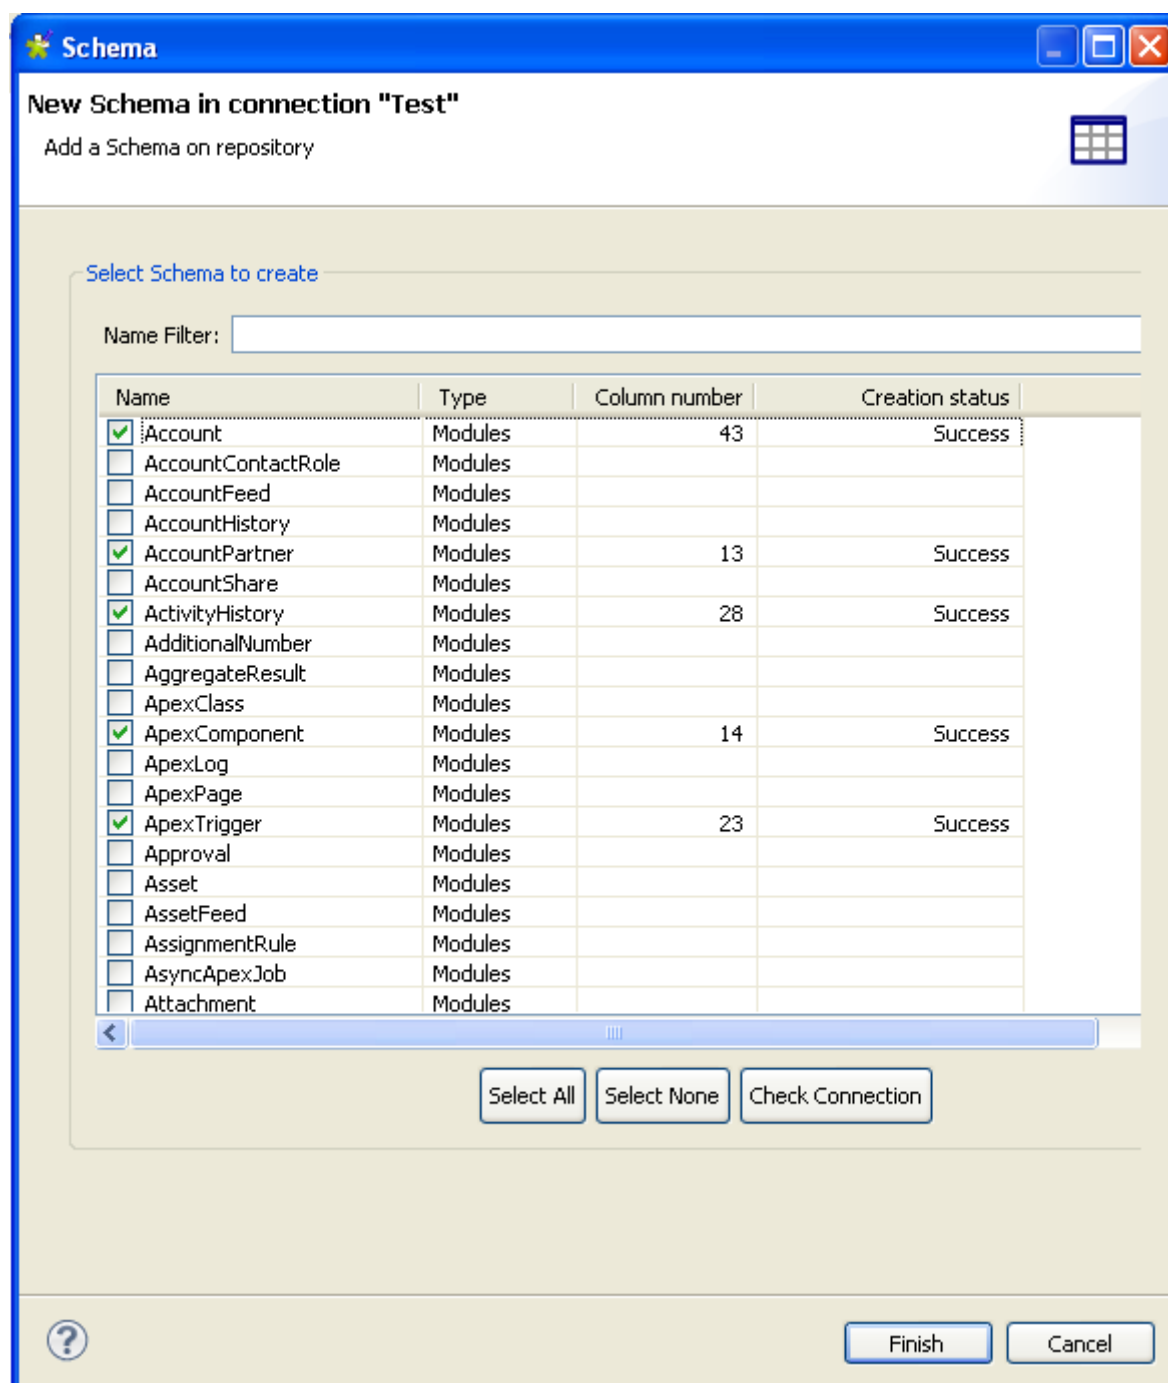 Schema
New Schema in connection "Test"
Add a Schema on repository
Select Schema to create
Name Filter:
Name Type Column number Creation status
Account Modules 43 Success
AccountContactRole Modules
AccountFeed Modules
AccountHistory Modules
AccountPartner Modules 13 Success
AccountShare Modules
ActivityHistory Modules 28 Success
AdditionalNumber Modules
AggregateResult Modules
ApexClass Modules
ApexComponent Modules 14 Success
ApexLog Modules
ApexPage Modules
ApexTrigger Modules 23 Success
Approval Modules
Asset Modules
AssetFeed Modules
AssignmentRule Modules
AsyncApexJob Modules
Attachment Modules
Select All Select None Check Connection
? Finish Cancel